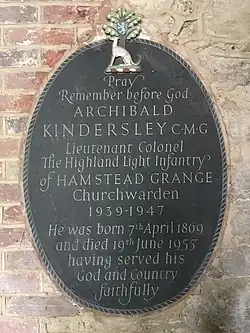 Pray
Remember before God
ARCHIBALD
KINDERSLEY C·M·G
Lieutenant Colonel
The Highland Light Infantry
of HAMSTEAD GRANGE
Churchwarden
1939-1947
He was born 7th April 1869
and died 19th June 1955
having served his
God and Country
faithfully